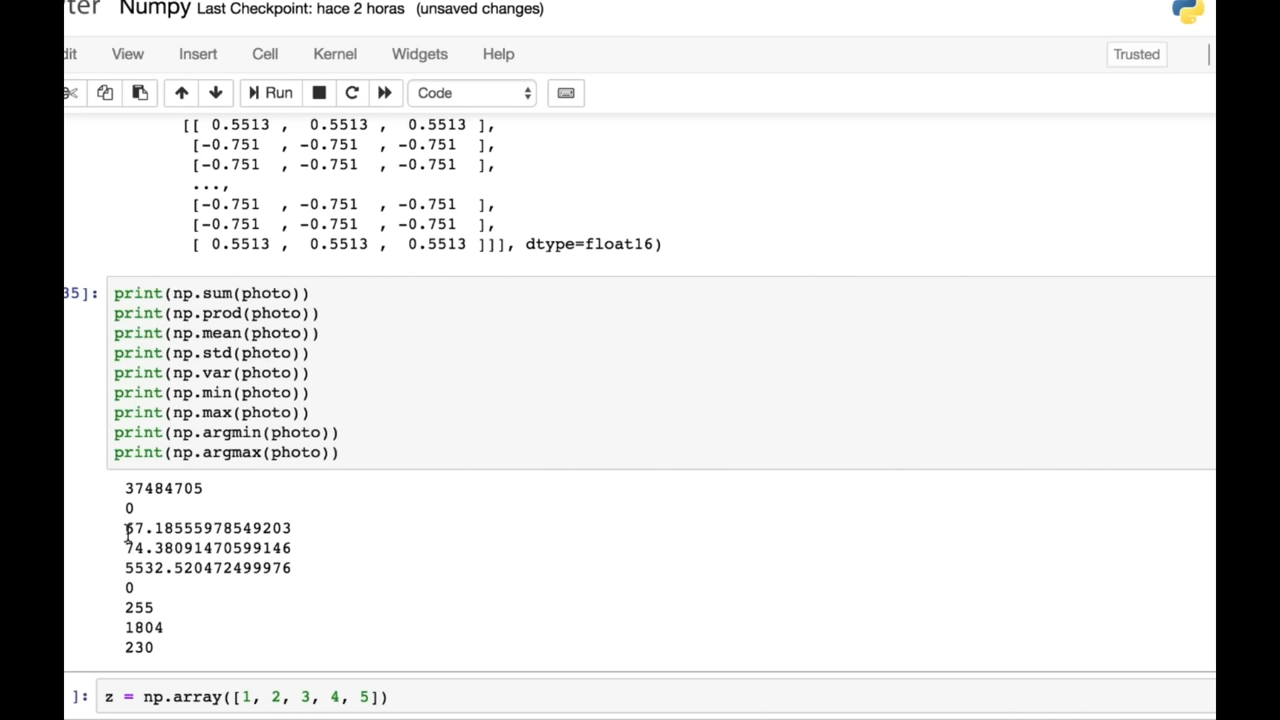 ter Numpy Last Checkpoint: hace 2 horas (unsaved changes)
dit View Insert Cell Kernel Widgets Help Trusted
Run Code
[[ 0.5513 , 0.5513 , 0.5513 ],
[-0.751 , -0.751 , -0.751 ],
[-0.751 , -0.751 , -0.751 ],
...,
[-0.751 , -0.751 , -0.751 ],
[-0.751 , -0.751 , -0.751 ],
[ 0.5513 , 0.5513 , 0.5513 ]]], dtype=float16)
35]: print(np.sum(photo))
print(np.prod(photo))
print(np.mean(photo))
print(np.std(photo))
print(np.var(photo))
print(np.min(photo))
print(np.max(photo))
print(np.argmin(photo))
print(np.argmax(photo))
37484705
0
67.18555978549203
74.38091470599146
5532.520472499976
0
255
1804
230
]: z = np.array([1, 2, 3, 4, 5])